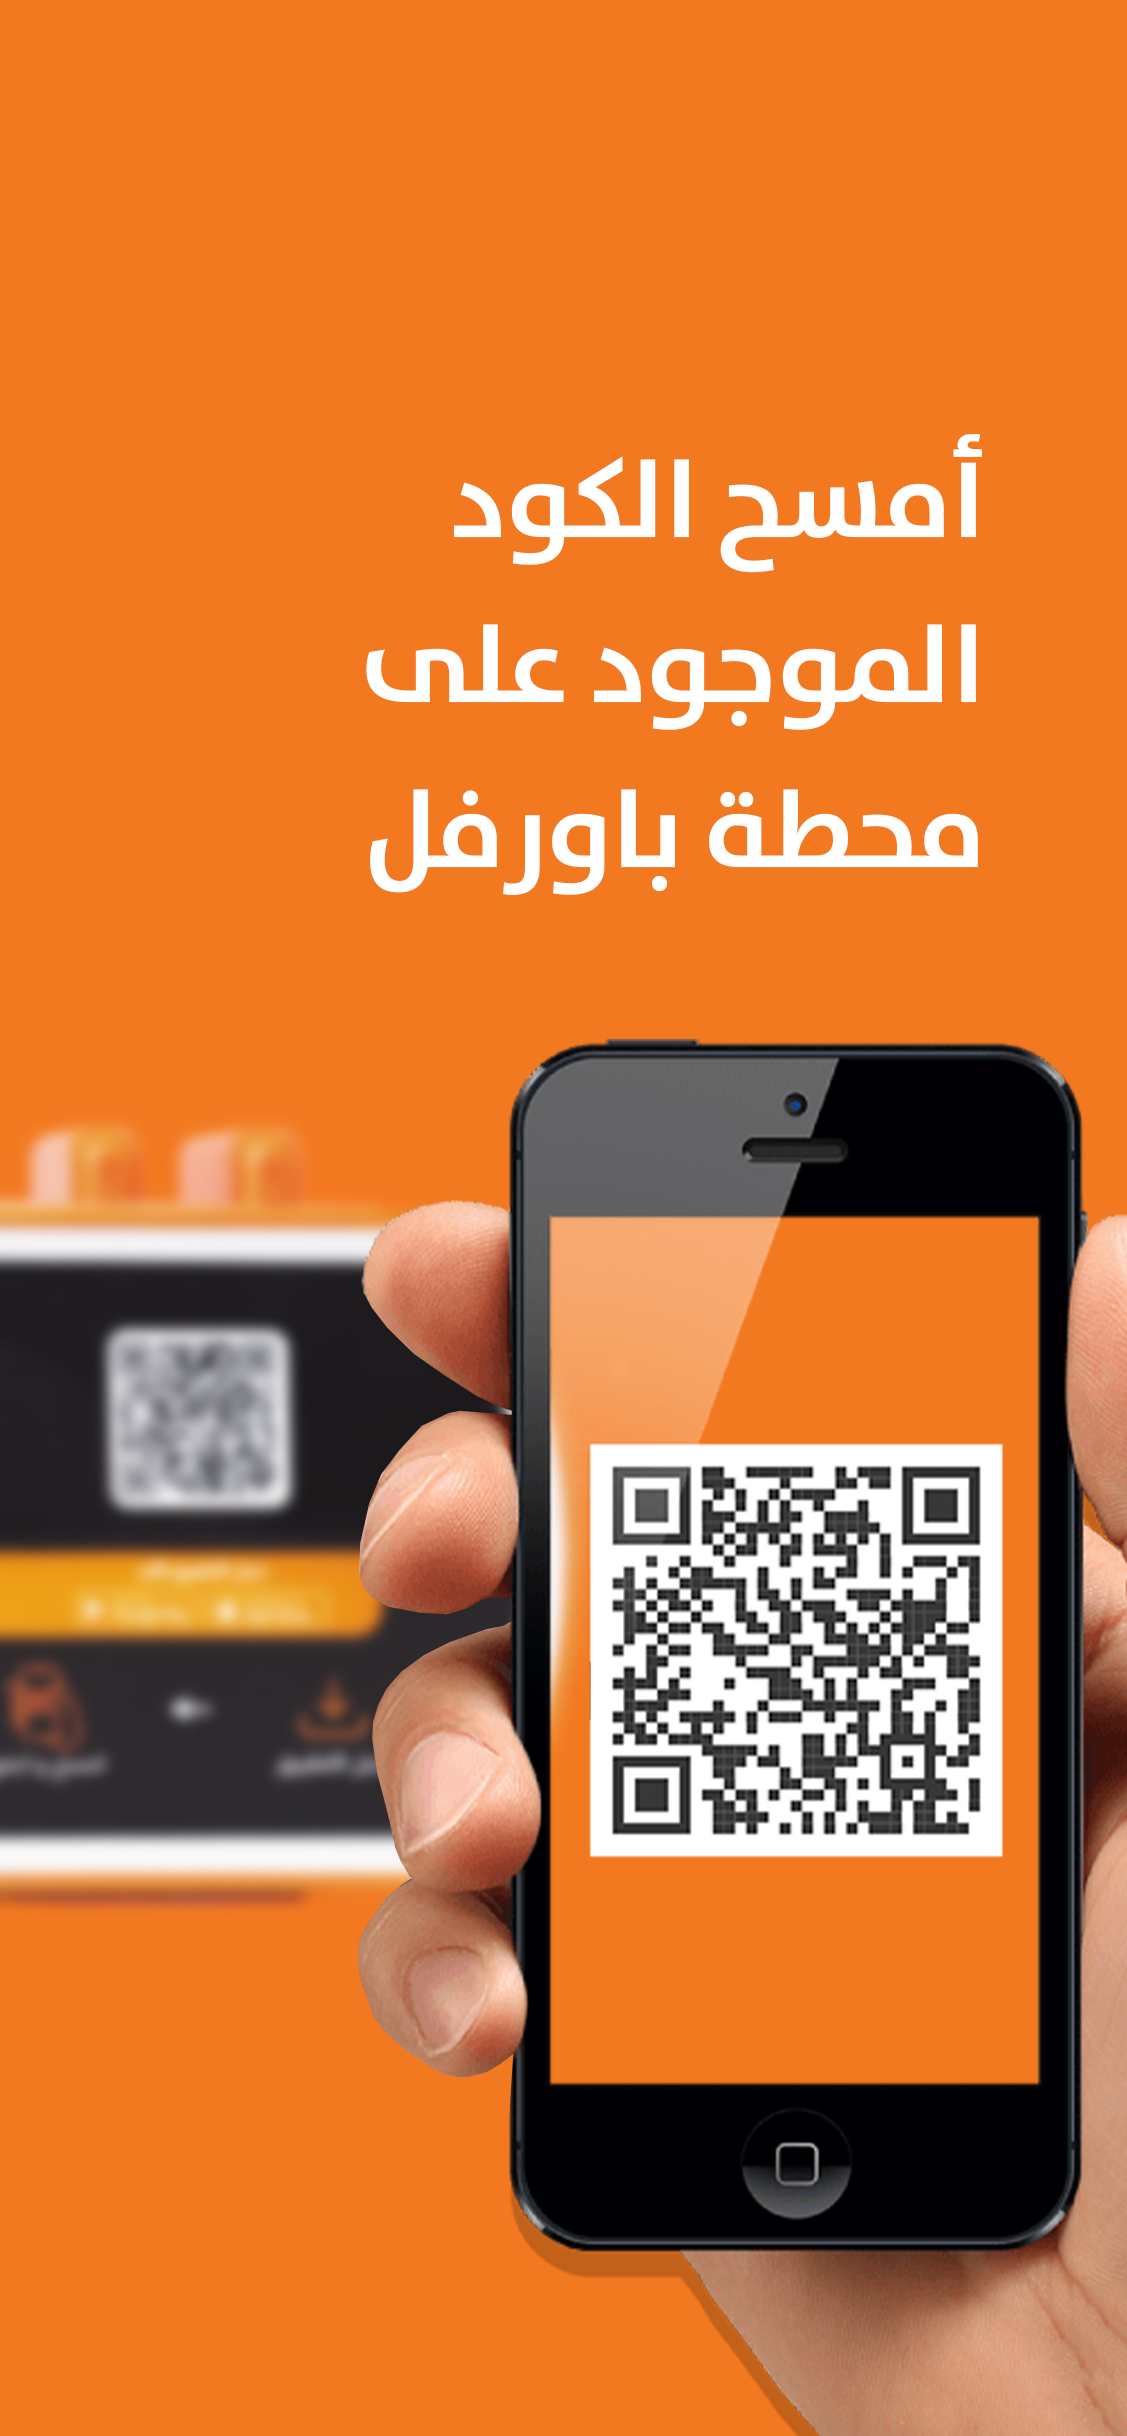 أمسح الكود
الموجود على
محطة باورفل